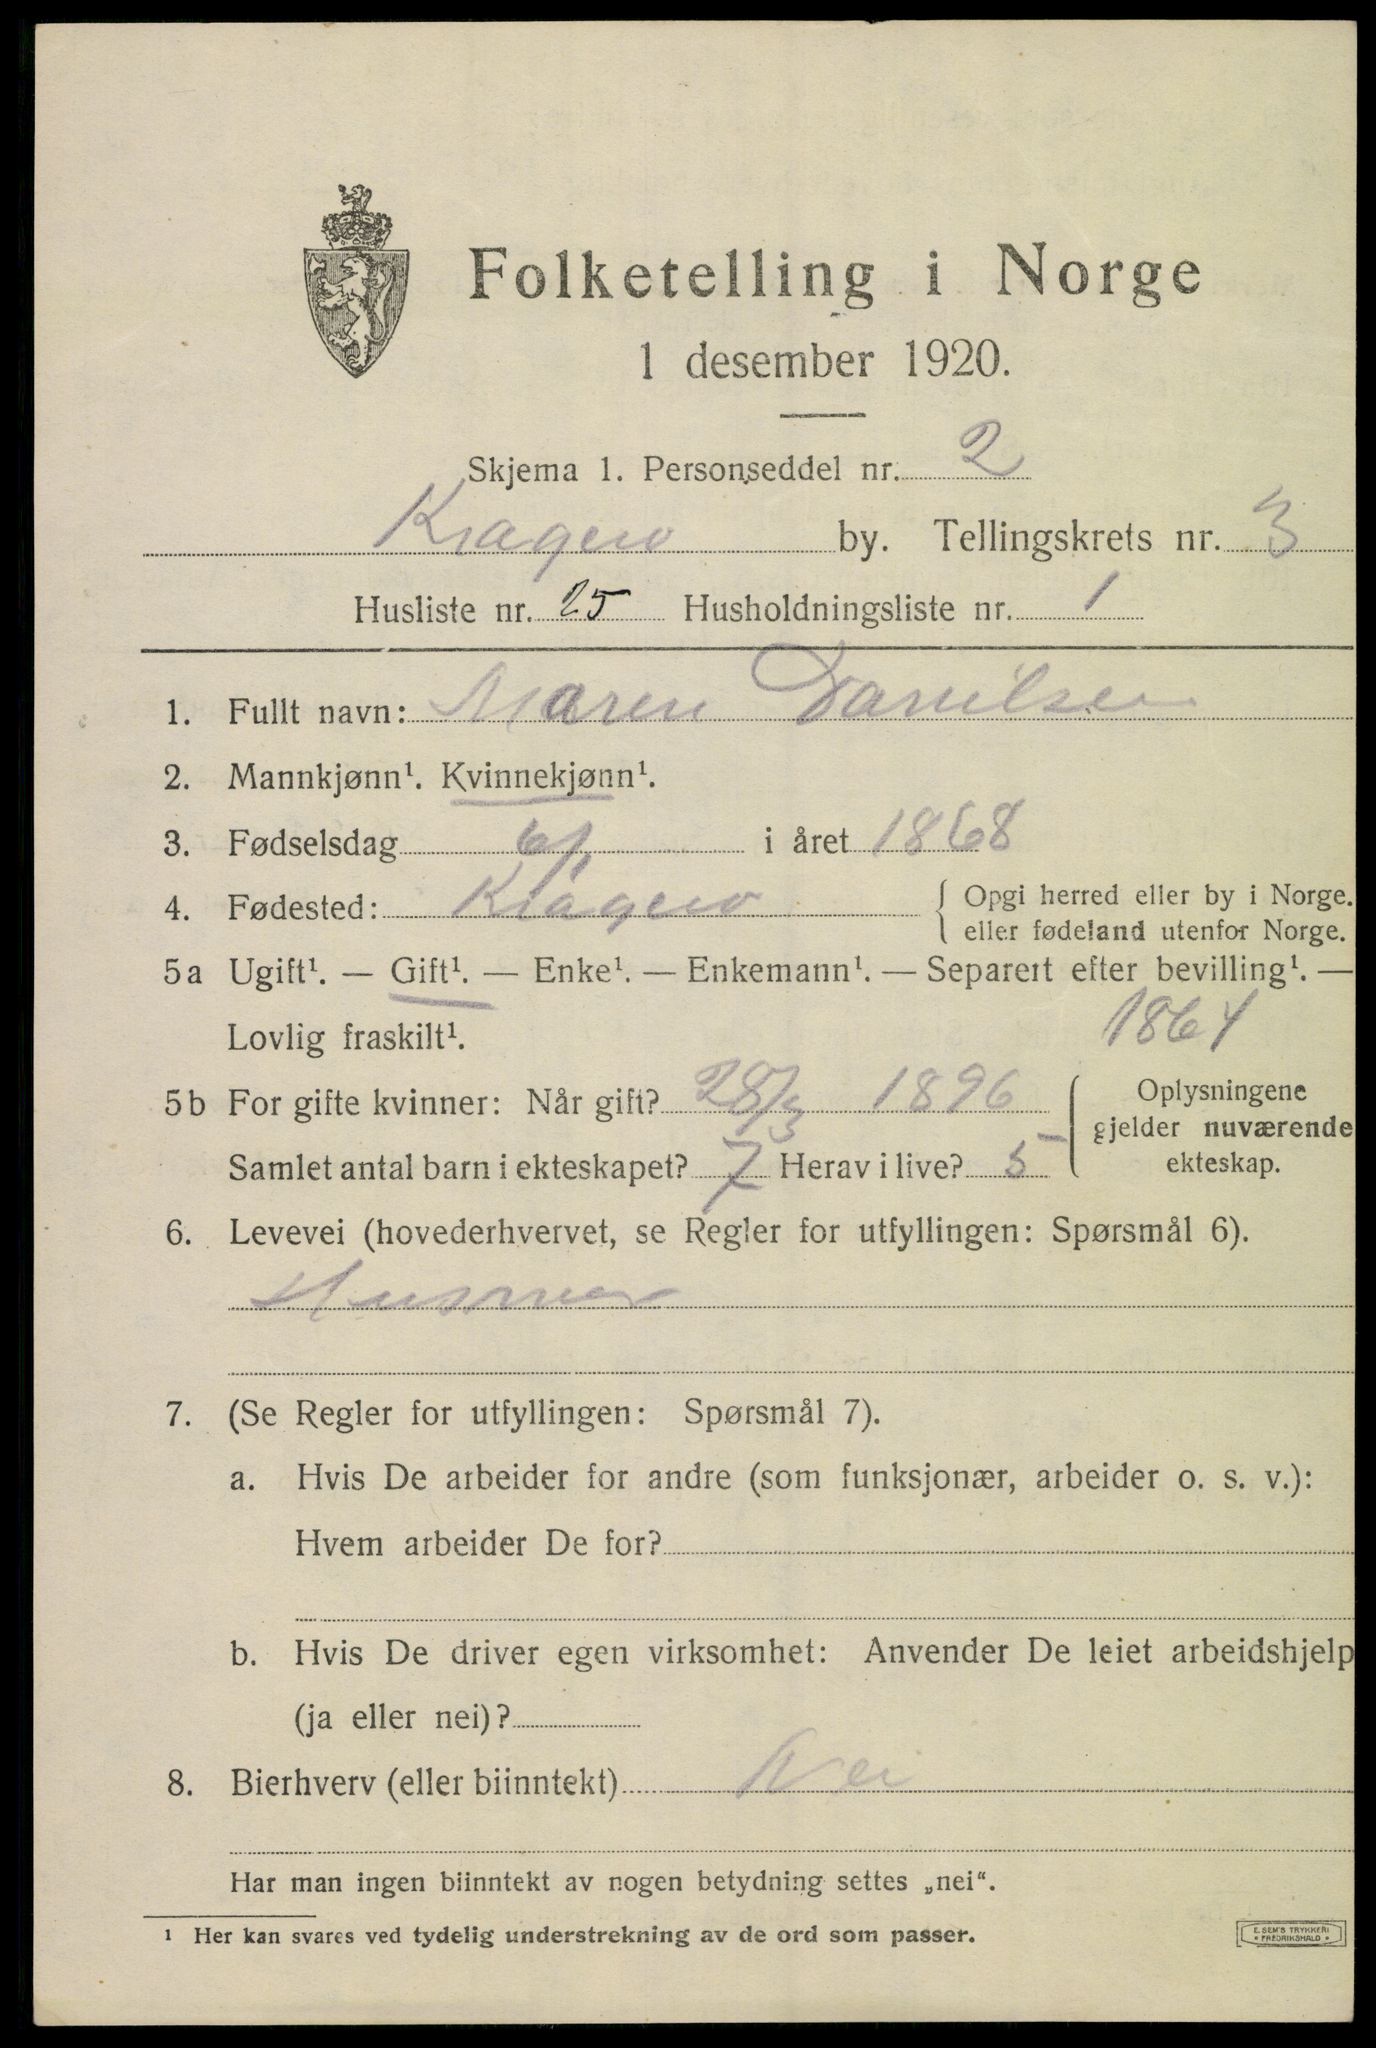 Folketelling i Norge
1 desember 1920.
Skjema 1. Personseddel nr. 2
Kragerø by. Tellingskrets nr. 3
Husliste nr. 25 Husholdningsliste nr. 1
1. Fullt navn: Maren Danilsen
2. Mannkjønn¹. Kvinnekjønn¹.
3. Fødselsdag 6/1 i året 1868
4. Fødested: Kragerø { Opgi herred eller by i Norge.
eller fødeland utenfor Norge.
5a Ugift¹. — Gift¹. — Enke¹. — Enkemann¹. — Separert efter bevilling¹. —
Lovlig fraskilt¹. 1864
5b For gifte kvinner: Når gift? 28/3 1896
Samlet antal barn i ekteskapet? 7 Herav i live? 5
Oplysningene
gjelder nuværende
ekteskap.
6. Levevei (hovederhvervet, se Regler for utfyllingen: Spørsmål 6).
Husmor
7. (Se Regler for utfyllingen: Spørsmål 7).
a. Hvis De arbeider for andre (som funksjonær, arbeider o. s. v.):
Hvem arbeider De for?
b. Hvis De driver egen virksomhet: Anvender De leiet arbeidshjelp
(ja eller nei)?
8. Bierhverv (eller biinntekt) Nei
Har man ingen biinntekt av nogen betydning settes „nei“.
¹ Her kan svares ved tydelig understrekning av de ord som passer.
E. SEM'S TRYKKERI
FREDRIKSHALD